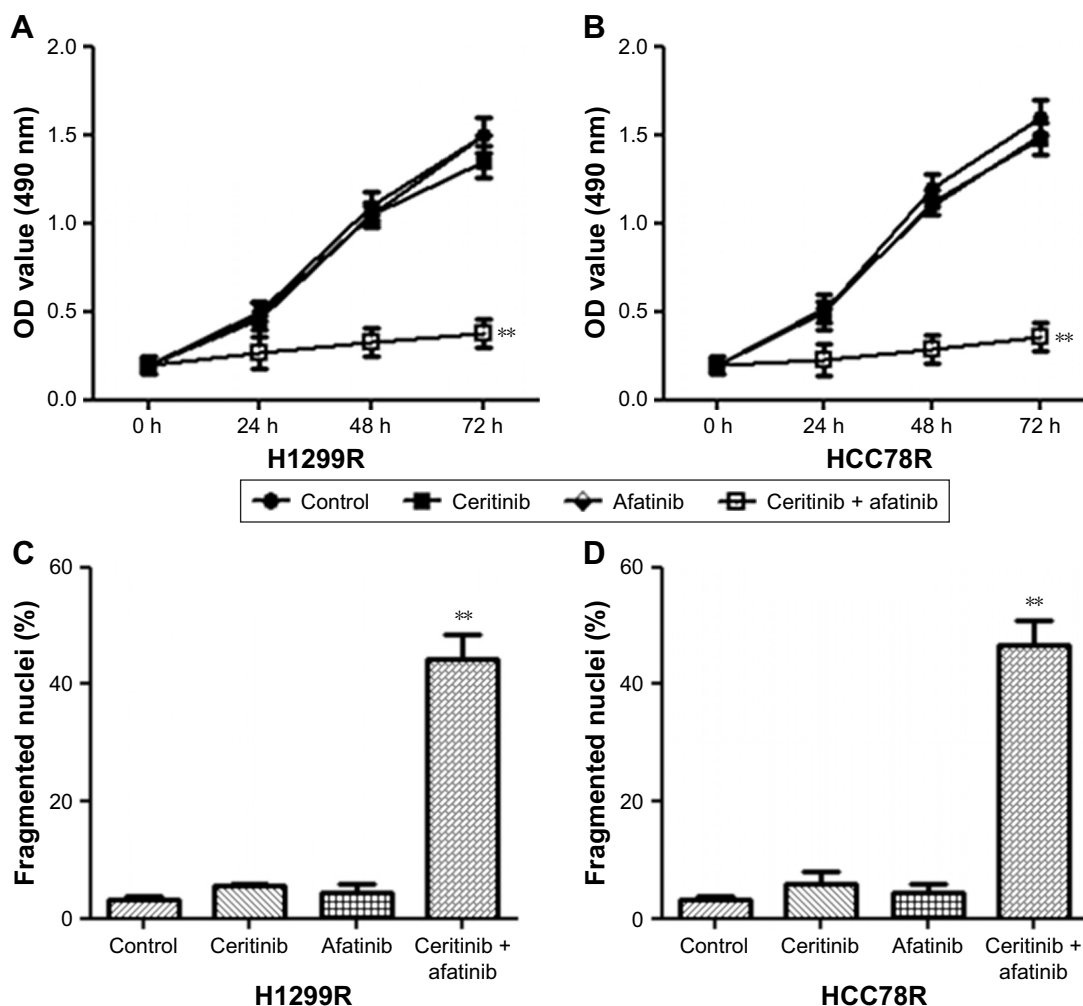 A
B
OD value (490 nm)
2.0
1.5
1.0
0.5
0.0
0 h 24 h 48 h 72 h
**
H1299R
OD value (490 nm)
2.0
1.5
1.0
0.5
0.0
0 h 24 h 48 h 72 h
**
HCC78R
Control Ceritinib Afatinib Ceritinib + afatinib
C
D
Fragmented nuclei (%)
60
40
20
0
**
Control Ceritinib Afatinib Ceritinib +
afatinib
H1299R
Fragmented nuclei (%)
60
40
20
0
**
Control Ceritinib Afatinib Ceritinib +
afatinib
HCC78R